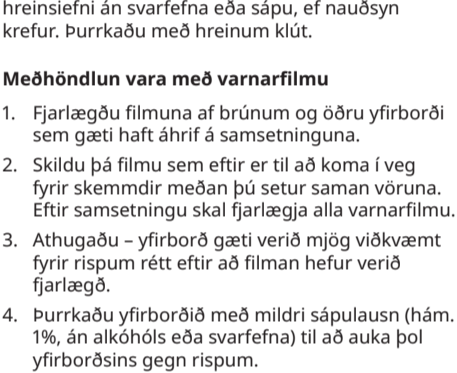 hreinsiefni án svarfefna eða sápu, ef nauðsyn
krefur. Þurrkaðu með hreinum klút.
Meðhöndlun vara með varnarfilmu
1. Fjarlægðu filmuna af brúnum og öðru yfirborði
sem gæti haft áhrif á samsetninguna.
2. Skildu þá filmu sem eftir er til að koma í veg
fyrir skemmdir meðan þú setur saman vöruna.
Eftir samsetningu skal fjarlægja alla varnarfilmu.
3. Athugaðu – yfirborð gæti verið mjög viðkvæmt
fyrir rispum rétt eftir að filman hefur verið
fjarlægð.
4. Þurrkaðu yfirborðið með mildri sápulausn (hám.
1%, án alkóhóls eða svarfefna) til að auka þol
yfirborðsins gegn rispum.